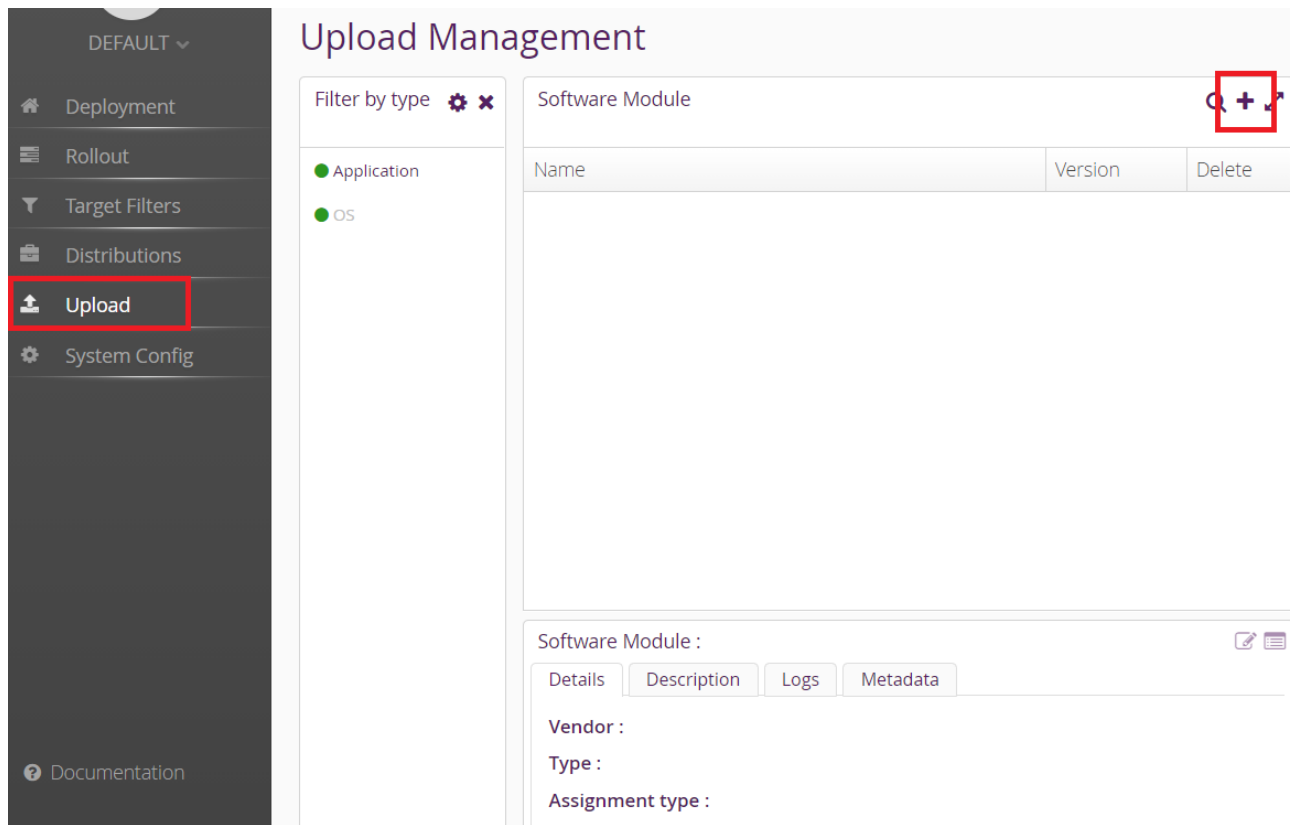 DEFAULT
Deployment
Rollout
Target Filters
Distributions
Upload
System Config
Documentation
Upload Management
Filter by type
Application
OS
Software Module
Name Version Delete
Software Module :
Details Description Logs Metadata
Vendor :
Type :
Assignment type :